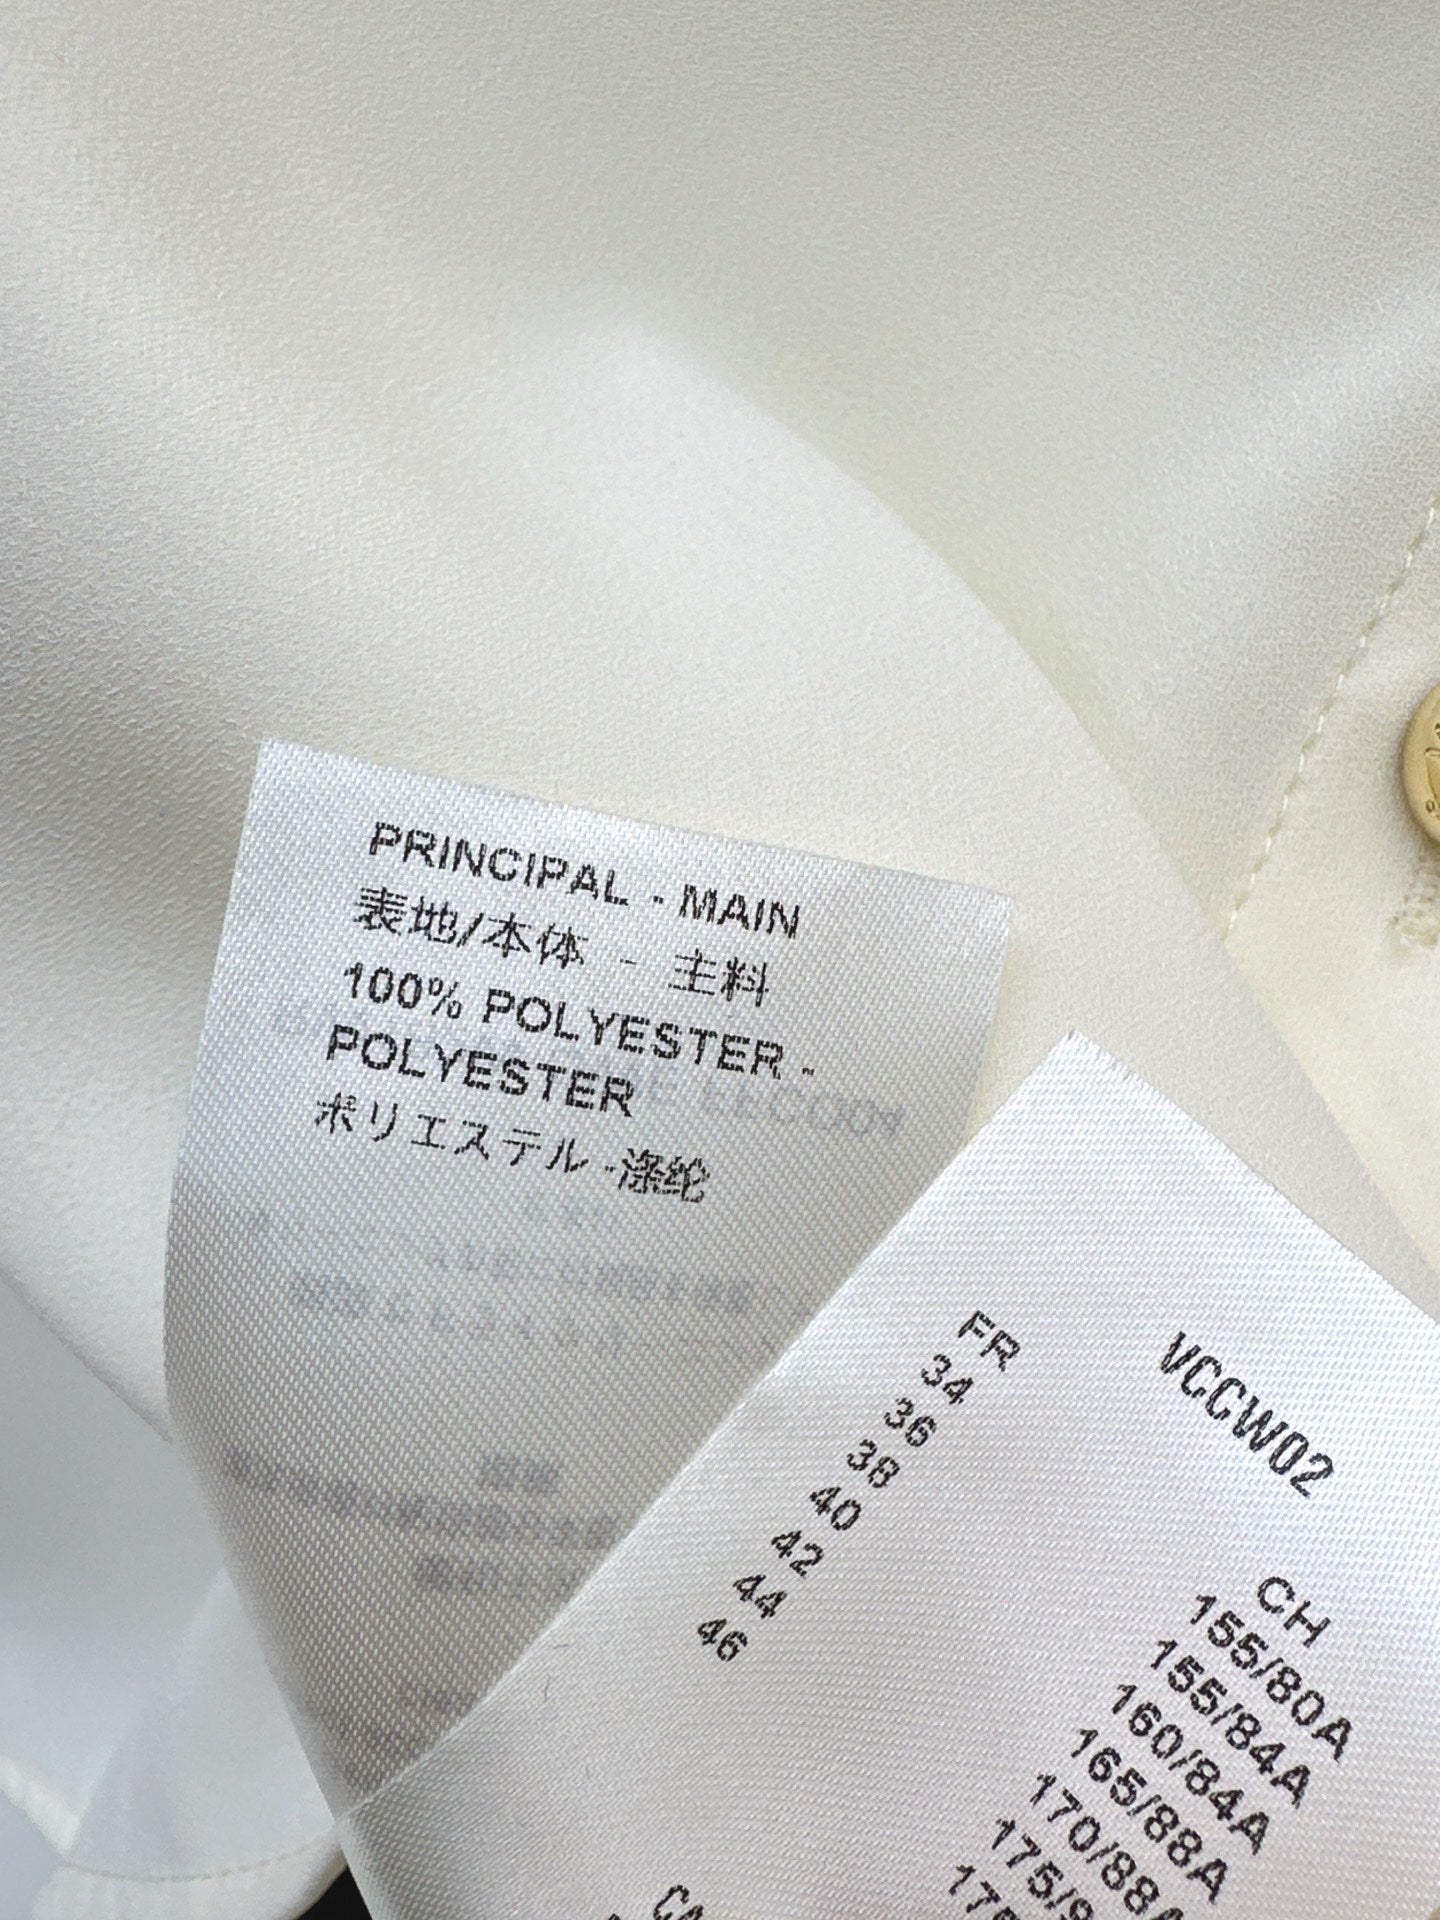 PRINCIPAL - MAIN
表地/本体 - 主料
100% POLYESTER -
POLYESTER
ポリエステル -涤纶
VCCW02
FR
34
36
38
40
42
44
46
CH
155/80A
155/84A
160/84A
165/88A
170/88A